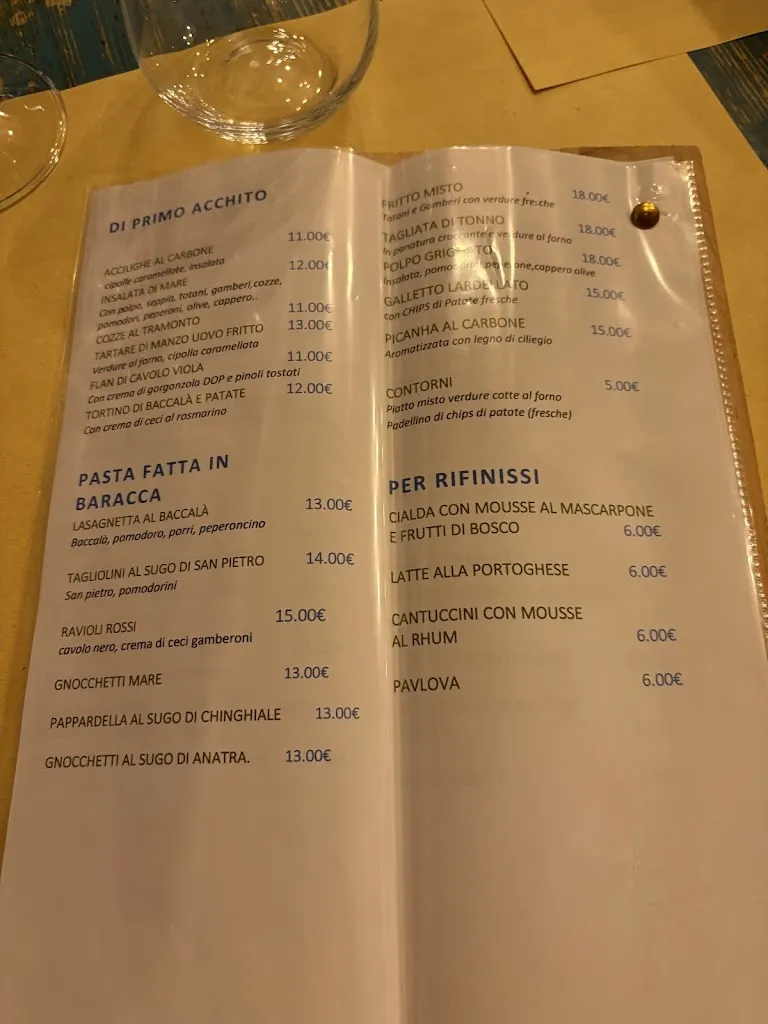 DI PRIMO ACCHITO
ACCIUGHE AL CARBONE 11.00€
cipolle caramellate, insalata
INSALATA DI MARE 12.00€
Con polpo, seppia, totani, gamberi,cozze,
pomodori, peperoni, olive, cappero..
COZZE AL TRAMONTO 11.00€
TARTARE DI MANZO UOVO FRITTO 13.00€
Verdure al forno, cipolla caramellata
FLAN DI CAVOLO VIOLA 11.00€
Con crema di gorgonzola DOP e pinoli tostati
TORTINO DI BACCALÀ E PATATE 12.00€
Con crema di ceci al rosmarino
PASTA FATTA IN
BARACCA
LASAGNETTA AL BACCALÀ 13.00€
Baccalà, pomodoro, porri, peperoncino
TAGLIOLINI AL SUGO DI SAN PIETRO 14.00€
San pietro, pomodorini
RAVIOLI ROSSI 15.00€
cavolo nero, crema di ceci gamberoni
GNOCCHETTI MARE 13.00€
PAPPARDELLA AL SUGO DI CHINGHIALE 13.00€
GNOCCHETTI AL SUGO DI ANATRA. 13.00€
FRITTO MISTO 18.00€
Totani e Gamberi con verdure fresche
TAGLIATA DI TONNO 18.00€
In panatura croccante e verdure al forno
POLPO 18.00€
Insalata, peperone,cappero olive
GALLETTO LARDELLATO 15.00€
con CHIPS di Patate fresche
PICANHA AL CARBONE 15.00€
Aromatizzata con legno di ciliegio
CONTORNI 5.00€
Piatto misto verdure cotte al forno
Padellino di chips di patate (fresche)
PER RIFINISSI
CIALDA CON MOUSSE AL MASCARPONE
E FRUTTI DI BOSCO 6.00€
LATTE ALLA PORTOGHESE 6.00€
CANTUCCINI CON MOUSSE
AL RHUM 6.00€
PAVLOVA 6.00€